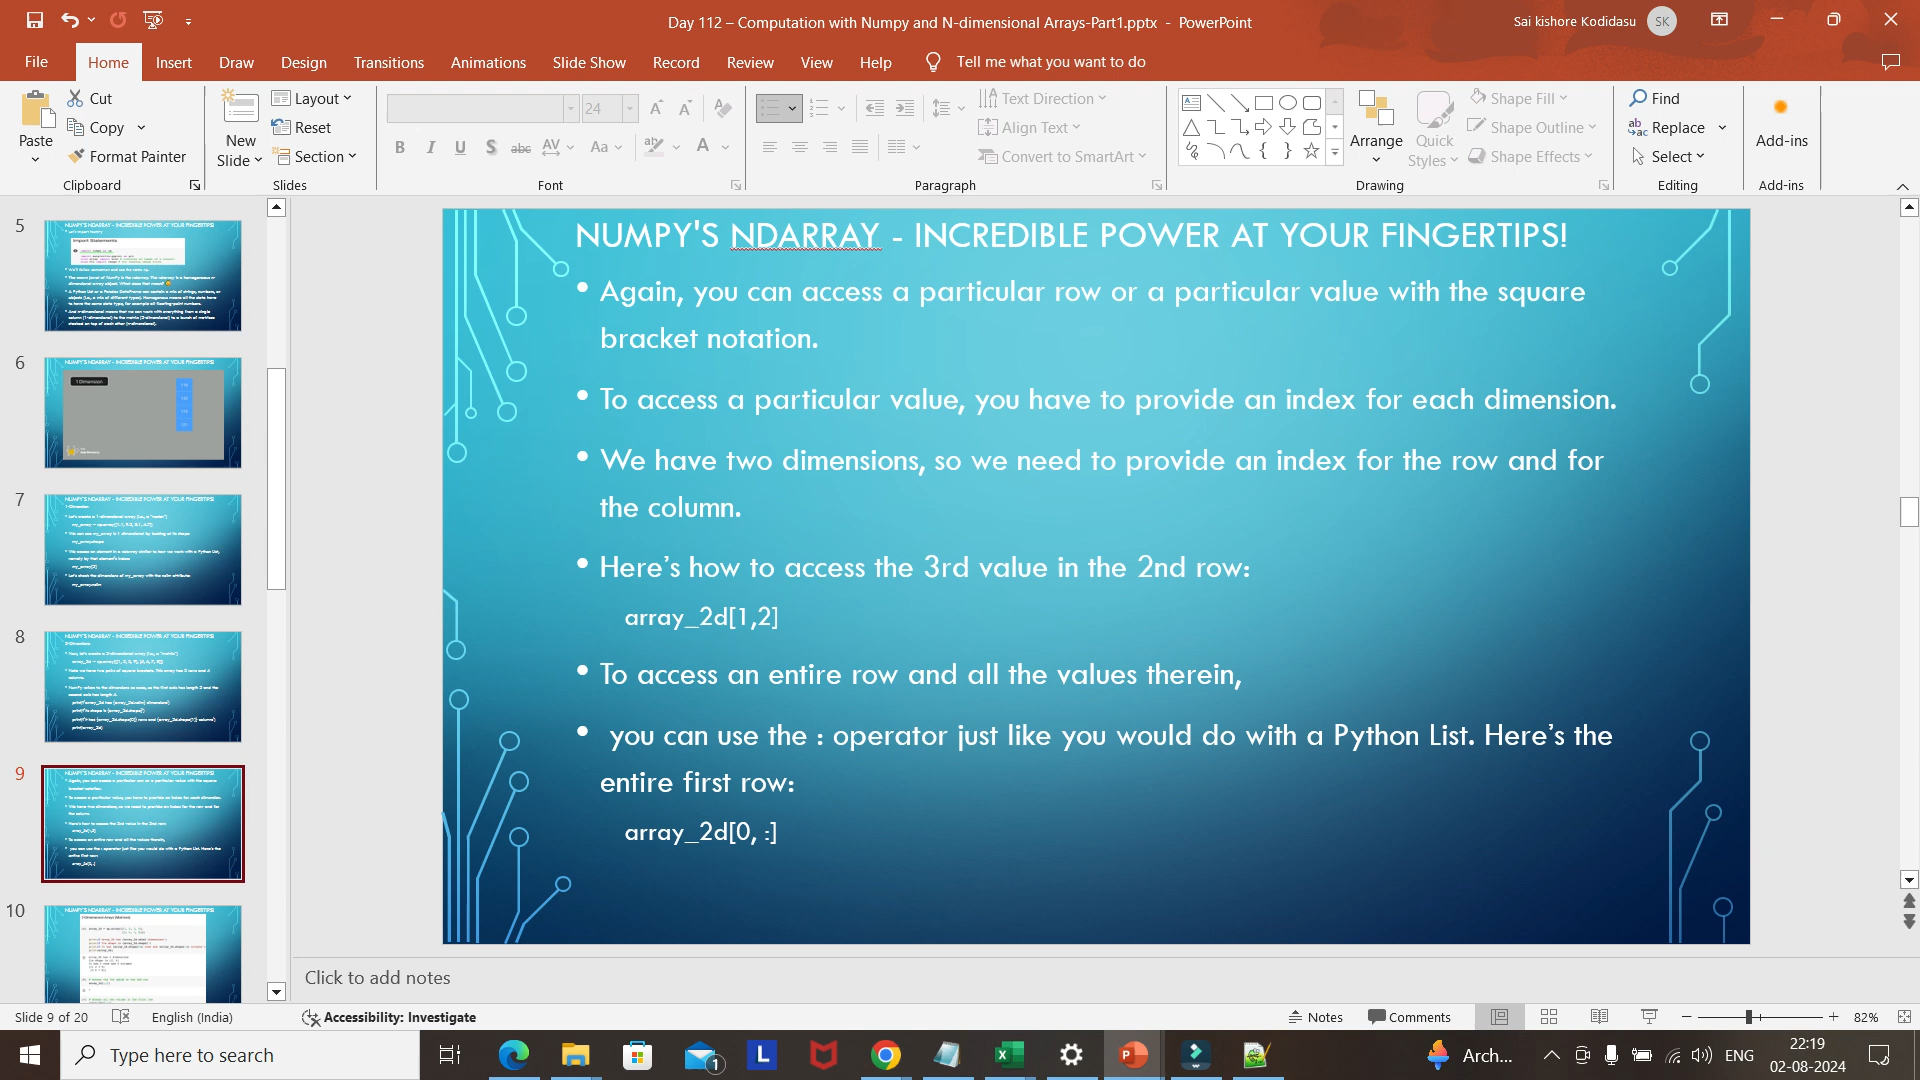 Day 112 – Computation with Numpy and N-dimensional Arrays-Part1.pptx - PowerPoint
Sai kishore Kodidasu SK
File Home Insert Draw Design Transitions Animations Slide Show Record Review View Help Tell me what you want to do
Paste
Cut
Copy
Format Painter
Clipboard
New Slide
Layout
Reset
Section
Slides
24
B I U S abc AV Aa A
Font
Text Direction
Align Text
Convert to SmartArt
Paragraph
Arrange
Quick Styles
Shape Fill
Shape Outline
Shape Effects
Drawing
Find
Replace
Select
Editing
Add-ins
Add-ins
5
6
7
8
9
10
NUMPY'S NDARRAY - INCREDIBLE POWER AT YOUR FINGERTIPS!
• Again, you can access a particular row or a particular value with the square
bracket notation.
• To access a particular value, you have to provide an index for each dimension.
• We have two dimensions, so we need to provide an index for the row and for
the column.
• Here’s how to access the 3rd value in the 2nd row:
array_2d[1,2]
• To access an entire row and all the values therein,
• you can use the : operator just like you would do with a Python List. Here’s the
entire first row:
array_2d[0, :]
Click to add notes
Slide 9 of 20 English (India) Accessibility: Investigate Notes Comments 82%
Type here to search
1
L
Arch...
ENG
22:19
02-08-2024